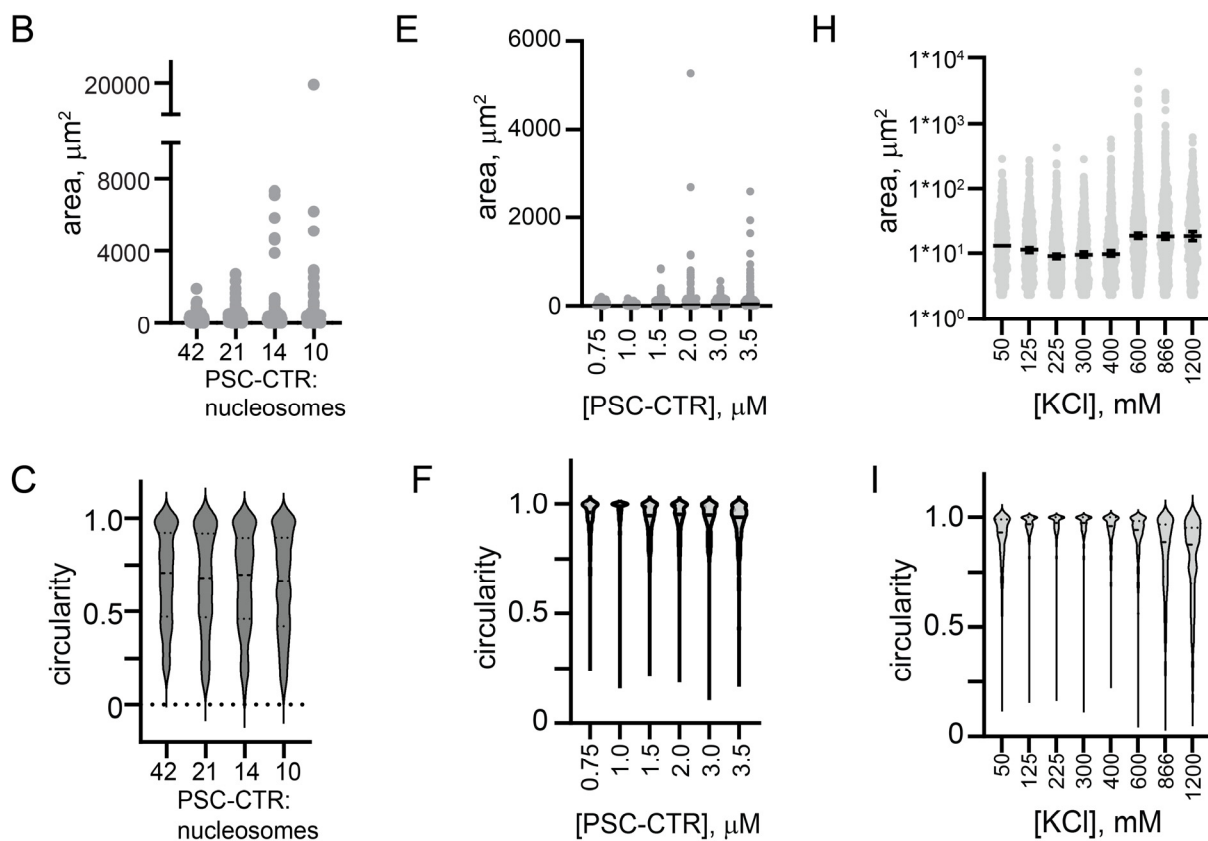 B
area, μm²
20000
8000
4000
0
42 21 14 10
PSC-CTR:
nucleosomes
E
area, μm²
6000
4000
2000
0
0.75 1.0 1.5 2.0 3.0 3.5
[PSC-CTR], μM
H
area, μm²
1*10⁴
1*10³
1*10²
1*10¹
1*10⁰
50 125 225 300 400 600 866 1200
[KCl], mM
C
circularity
1.0
0.5
0
42 21 14 10
PSC-CTR:
nucleosomes
F
circularity
1.0
0.5
0
0.75 1.0 1.5 2.0 3.0 3.5
[PSC-CTR], μM
I
circularity
1.0
0.5
0
50 125 225 300 400 600 866 1200
[KCl], mM